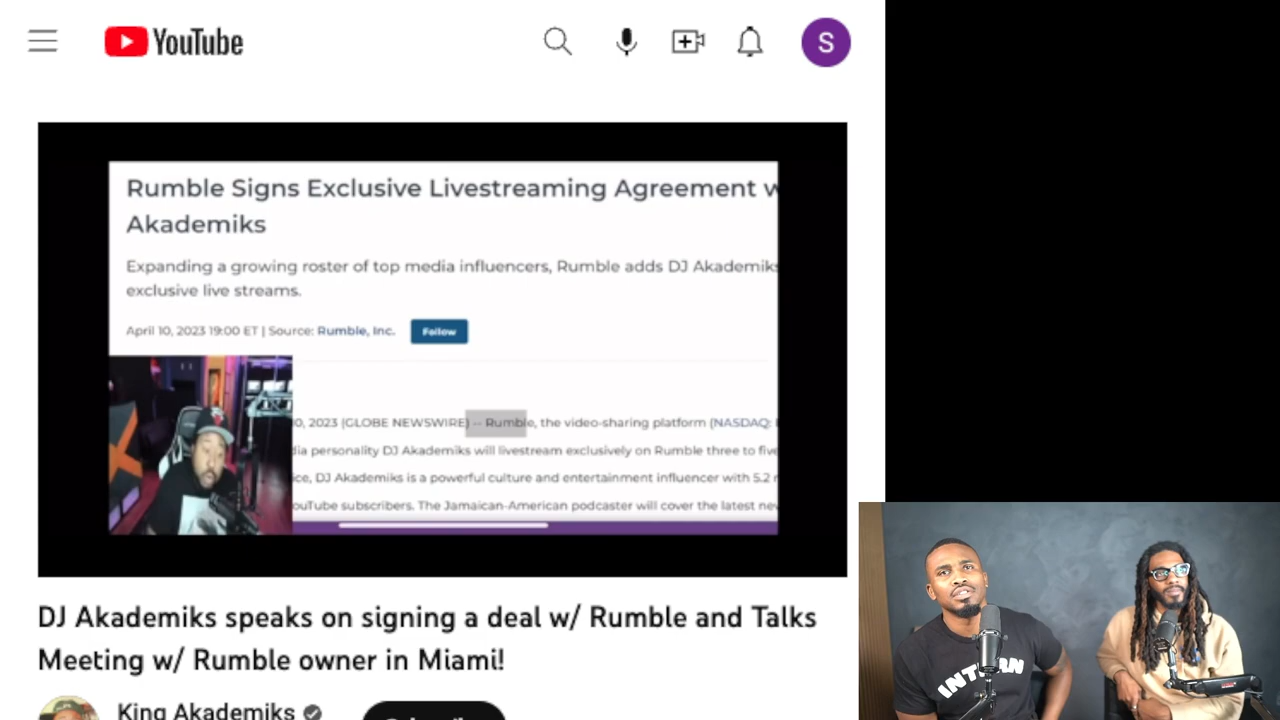 YouTube
S
Rumble Signs Exclusive Livestreaming Agreement
Akademiks
Expanding a growing roster of top media influencers, Rumble adds DJ Akademiks
exclusive live streams.
April 10, 2023 19:00 ET | Source: Rumble, Inc. Follow
0, 2023 (GLOBE NEWSWIRE) -- Rumble, the video-sharing platform (NASDAQ:
dia personality DJ Akademiks will livestream exclusively on Rumble three to five
ice, DJ Akademiks is a powerful culture and entertainment influencer with 5.2
ouTube subscribers. The Jamaican-American podcaster will cover the latest
DJ Akademiks speaks on signing a deal w/ Rumble and Talks
Meeting w/ Rumble owner in Miami!
King Akademiks
INTRN